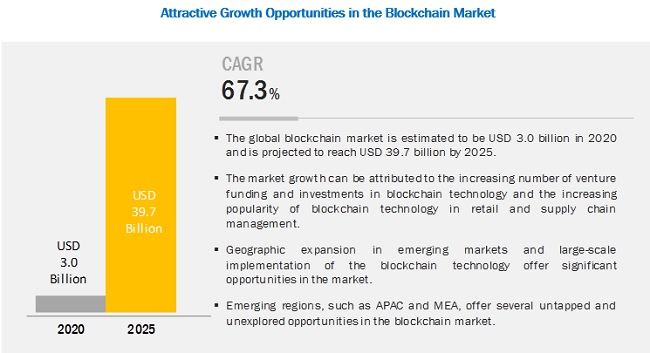 Attractive Growth Opportunities in the Blockchain Market
CAGR
67.3%
USD
39.7
Billion
USD
3.0
Billion
2020
2025
▪ The global blockchain market is estimated to be USD 3.0 billion in 2020
and is projected to reach USD 39.7 billion by 2025.
▪ The market growth can be attributed to the increasing number of venture
funding and investments in blockchain technology and the increasing
popularity of blockchain technology in retail and supply chain
management.
▪ Geographic expansion in emerging markets and large-scale
implementation of the blockchain technology offer significant
opportunities in the market.
▪ Emerging regions, such as APAC and MEA, offer several untapped and
unexplored opportunities in the blockchain market.